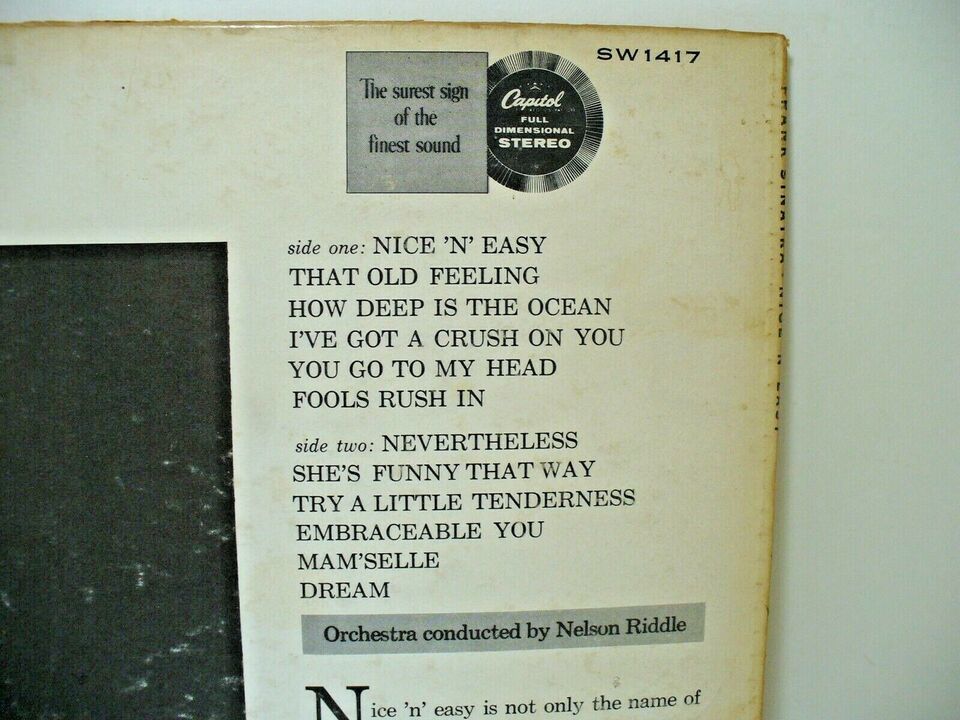 SW1417
The surest sign
of the
finest sound
Capitol
FULL
DIMENSIONAL
STEREO
side one: NICE 'N' EASY
THAT OLD FEELING
HOW DEEP IS THE OCEAN
I'VE GOT A CRUSH ON YOU
YOU GO TO MY HEAD
FOOLS RUSH IN
side two: NEVERTHELESS
SHE'S FUNNY THAT WAY
TRY A LITTLE TENDERNESS
EMBRACEABLE YOU
MAM'SELLE
DREAM
Orchestra conducted by Nelson Riddle
Nice 'n' easy is not only the name of